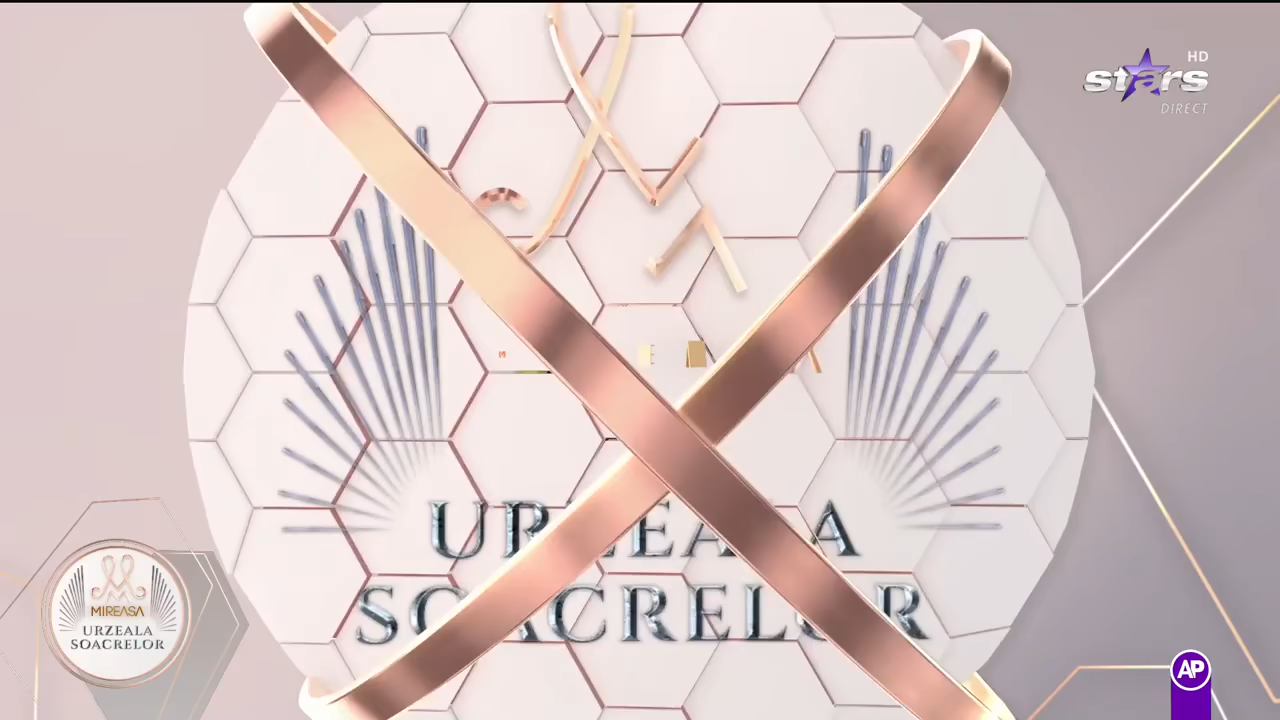 HD
stars
DIRECT
URZEALA
SOACRELOR
MIREASA
URZEALA
SOACRELOR
AP